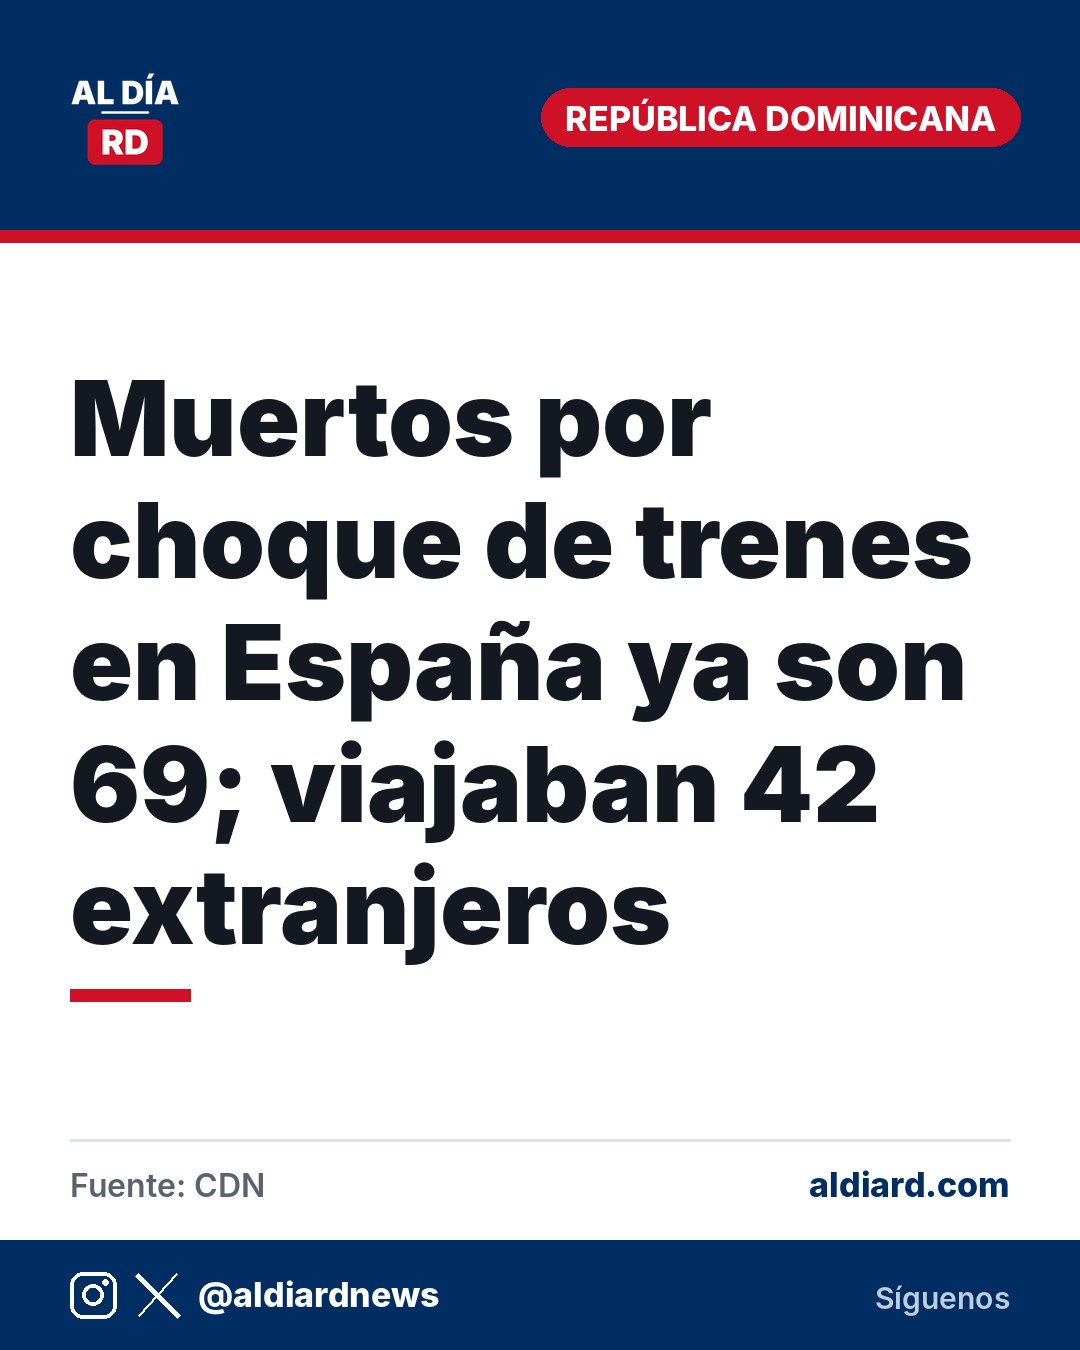 AL DÍA
RD
REPÚBLICA DOMINICANA
Muertos por
choque de trenes
en España ya son
69; viajaban 42
extranjeros
Fuente: CDN
aldiard.com
@aldiardnews
Síguenos